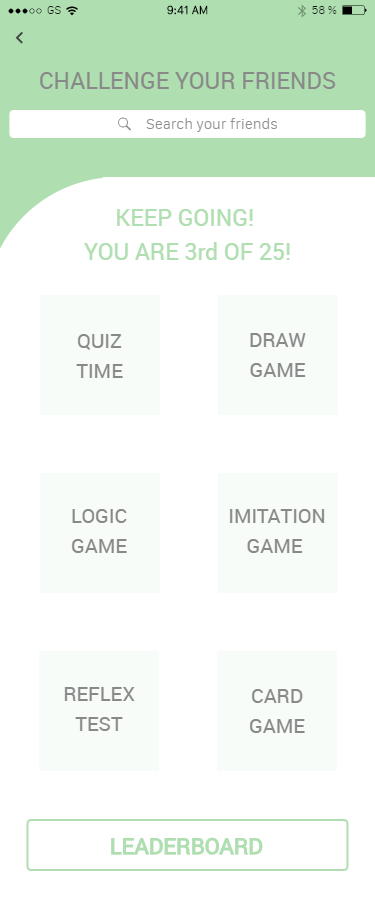 GS 9:41 AM 58 %
CHALLENGE YOUR FRIENDS
Search your friends
KEEP GOING!
YOU ARE 3rd OF 25!
QUIZ
TIME
DRAW
GAME
LOGIC
GAME
IMITATION
GAME
REFLEX
TEST
CARD
GAME
LEADERBOARD